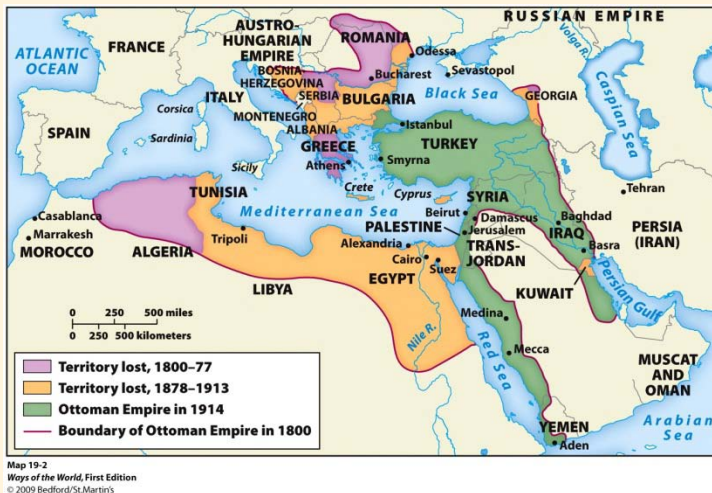 RUSSIAN EMPIRE
ATLANTIC
OCEAN
FRANCE
AUSTRO-
HUNGARIAN
EMPIRE
ROMANIA
Odessa
Volga R.
BOSNIA-
HERZEGOVINA
Bucharest
Sevastopol
SERBIA
ITALY
Corsica
BULGARIA
Black Sea
GEORGIA
Caspian Sea
MONTENEGRO
ALBANIA
Istanbul
SPAIN
Sardinia
GREECE
TURKEY
Athens
Smyrna
Sicily
Crete
Cyprus
SYRIA
Tehran
TUNISIA
Mediterranean Sea
Beirut
Damascus
Baghdad
Casablanca
Jerusalem
PALESTINE
IRAQ
PERSIA
(IRAN)
Marrakesh
Tripoli
Alexandria
TRANS-
JORDAN
Basra
MOROCCO
ALGERIA
Cairo
Suez
LIBYA
EGYPT
KUWAIT
Persian Gulf
0 250 500 miles
0 250 500 kilometers
Nile R.
Medina
Red Sea
Mecca
MUSCAT
AND
OMAN
YEMEN
Aden
Arabian
Sea
Territory lost, 1800–77
Territory lost, 1878–1913
Ottoman Empire in 1914
Boundary of Ottoman Empire in 1800
Map 19-2
Ways of the World, First Edition
© 2009 Bedford/St.Martin's